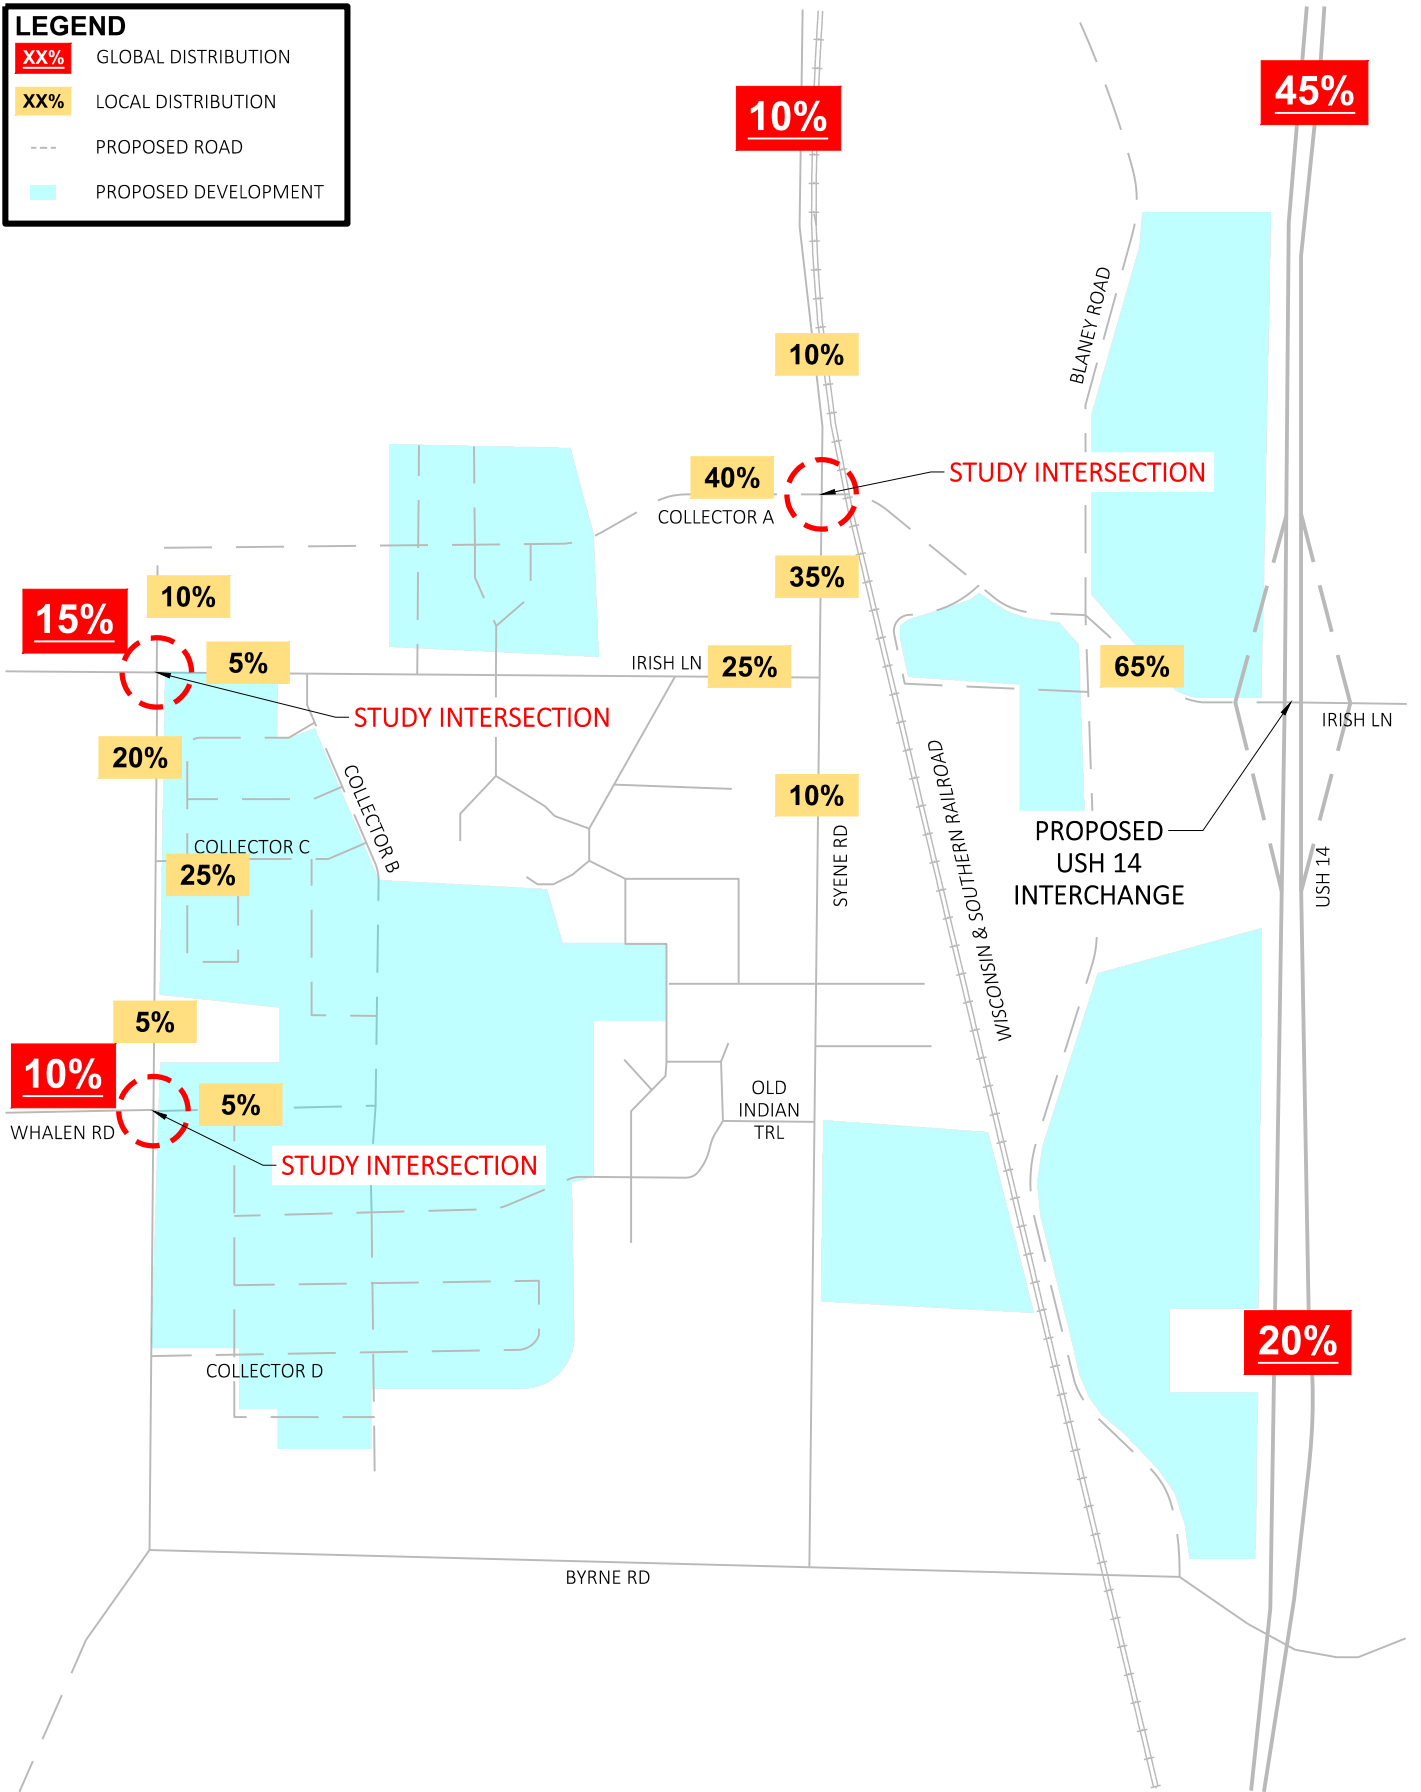 LEGEND
XX% GLOBAL DISTRIBUTION
XX% LOCAL DISTRIBUTION
PROPOSED ROAD
PROPOSED DEVELOPMENT
10%
45%
BLANEY ROAD
10%
40%
STUDY INTERSECTION
COLLECTOR A
35%
10%
15%
5%
IRISH LN
25%
65%
STUDY INTERSECTION
IRISH LN
20%
COLLECTOR B
10%
SYENE RD
WISCONSIN & SOUTHERN RAILROAD
PROPOSED
USH 14
INTERCHANGE
USH 14
COLLECTOR C
25%
5%
10%
5%
WHALEN RD
OLD
INDIAN
TRL
STUDY INTERSECTION
20%
COLLECTOR D
BYRNE RD